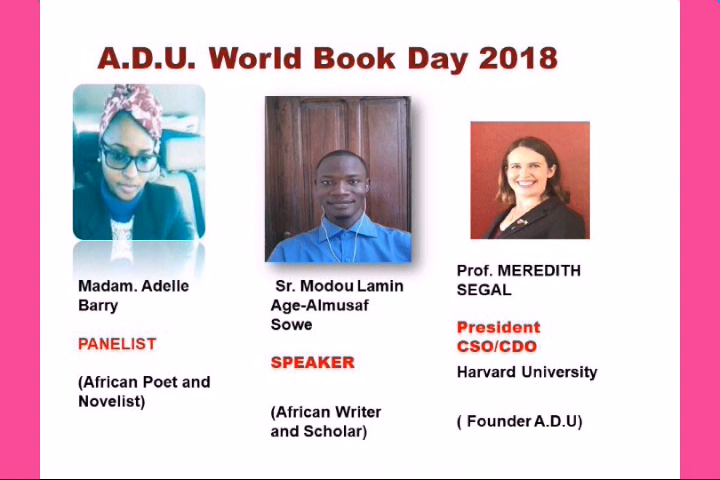 A.D.U. World Book Day 2018
Madam. Adelle
Barry
PANELIST
(African Poet and
Novelist)
Sr. Modou Lamin
Age-Almusaf
Sowe
SPEAKER
(African Writer
and Scholar)
Prof. MEREDITH
SEGAL
President
CSO/CDO
Harvard University
( Founder A.D.U)